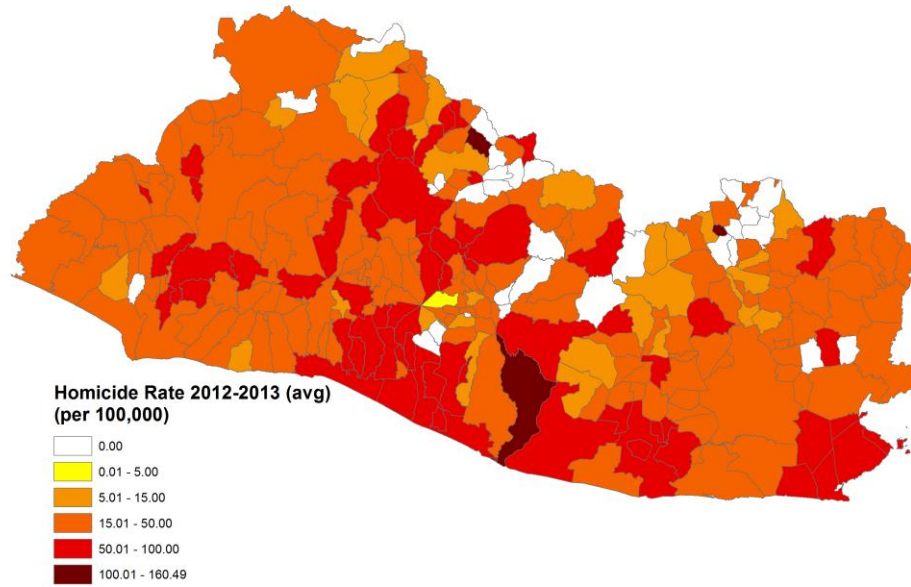 Homicide Rate 2012-2013 (avg)
(per 100,000)
0.00
0.01 - 5.00
5.01 - 15.00
15.01 - 50.00
50.01 - 100.00
100.01 - 160.49